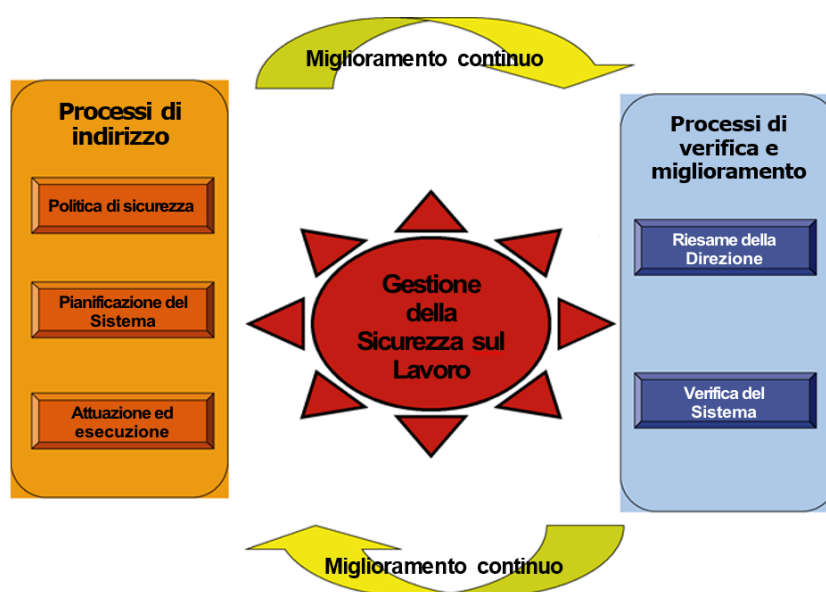 Miglioramento continuo
Processi di
indirizzo
Politica di sicurezza
Pianificazione del
Sistema
Attuazione ed
esecuzione
Gestione
della
Sicurezza sul
Lavoro
Processi di
verifica e
miglioramento
Riesame della
Direzione
Verifica del
Sistema
Miglioramento continuo